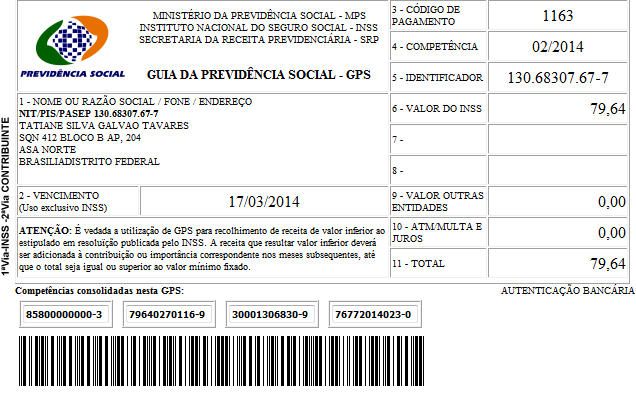 PREVIDÊNCIA SOCIAL
MINISTÉRIO DA PREVIDÊNCIA SOCIAL - MPS
INSTITUTO NACIONAL DO SEGURO SOCIAL - INSS
SECRETARIA DA RECEITA PREVIDENCIÁRIA - SRP
GUIA DA PREVIDÊNCIA SOCIAL - GPS
3 - CÓDIGO DE
PAGAMENTO
1163
4 - COMPETÊNCIA
02/2014
5 - IDENTIFICADOR
130.68307.67-7
1 - NOME OU RAZÃO SOCIAL / FONE / ENDEREÇO
NIT/PIS/PASEP 130.68307.67-7
TATIANE SILVA GALVAO TAVARES
SQN 412 BLOCO B AP, 204
ASA NORTE
BRASILIADISTRITO FEDERAL
6 - VALOR DO INSS
79,64
7 -
8 -
2 - VENCIMENTO
(Uso exclusivo INSS)
17/03/2014
9 - VALOR OUTRAS
ENTIDADES
0,00
ATENÇÃO: É vedada a utilização de GPS para recolhimento de receita de valor inferior ao
estipulado em resolução publicada pelo INSS. A receita que resultar valor inferior deverá
ser adicionada à contribuição ou importância correspondente nos meses subsequentes, até
que o total seja igual ou superior ao valor mínimo fixado.
10 - ATM/MULTA E
JUROS
0,00
11 - TOTAL
79,64
1ªVia-INSS -2ªVia CONTRIBUINTE
Competências consolidadas nesta GPS:
AUTENTICAÇÃO BANCÁRIA
85800000000-3 79640270116-9 30001306830-9 76772014023-0